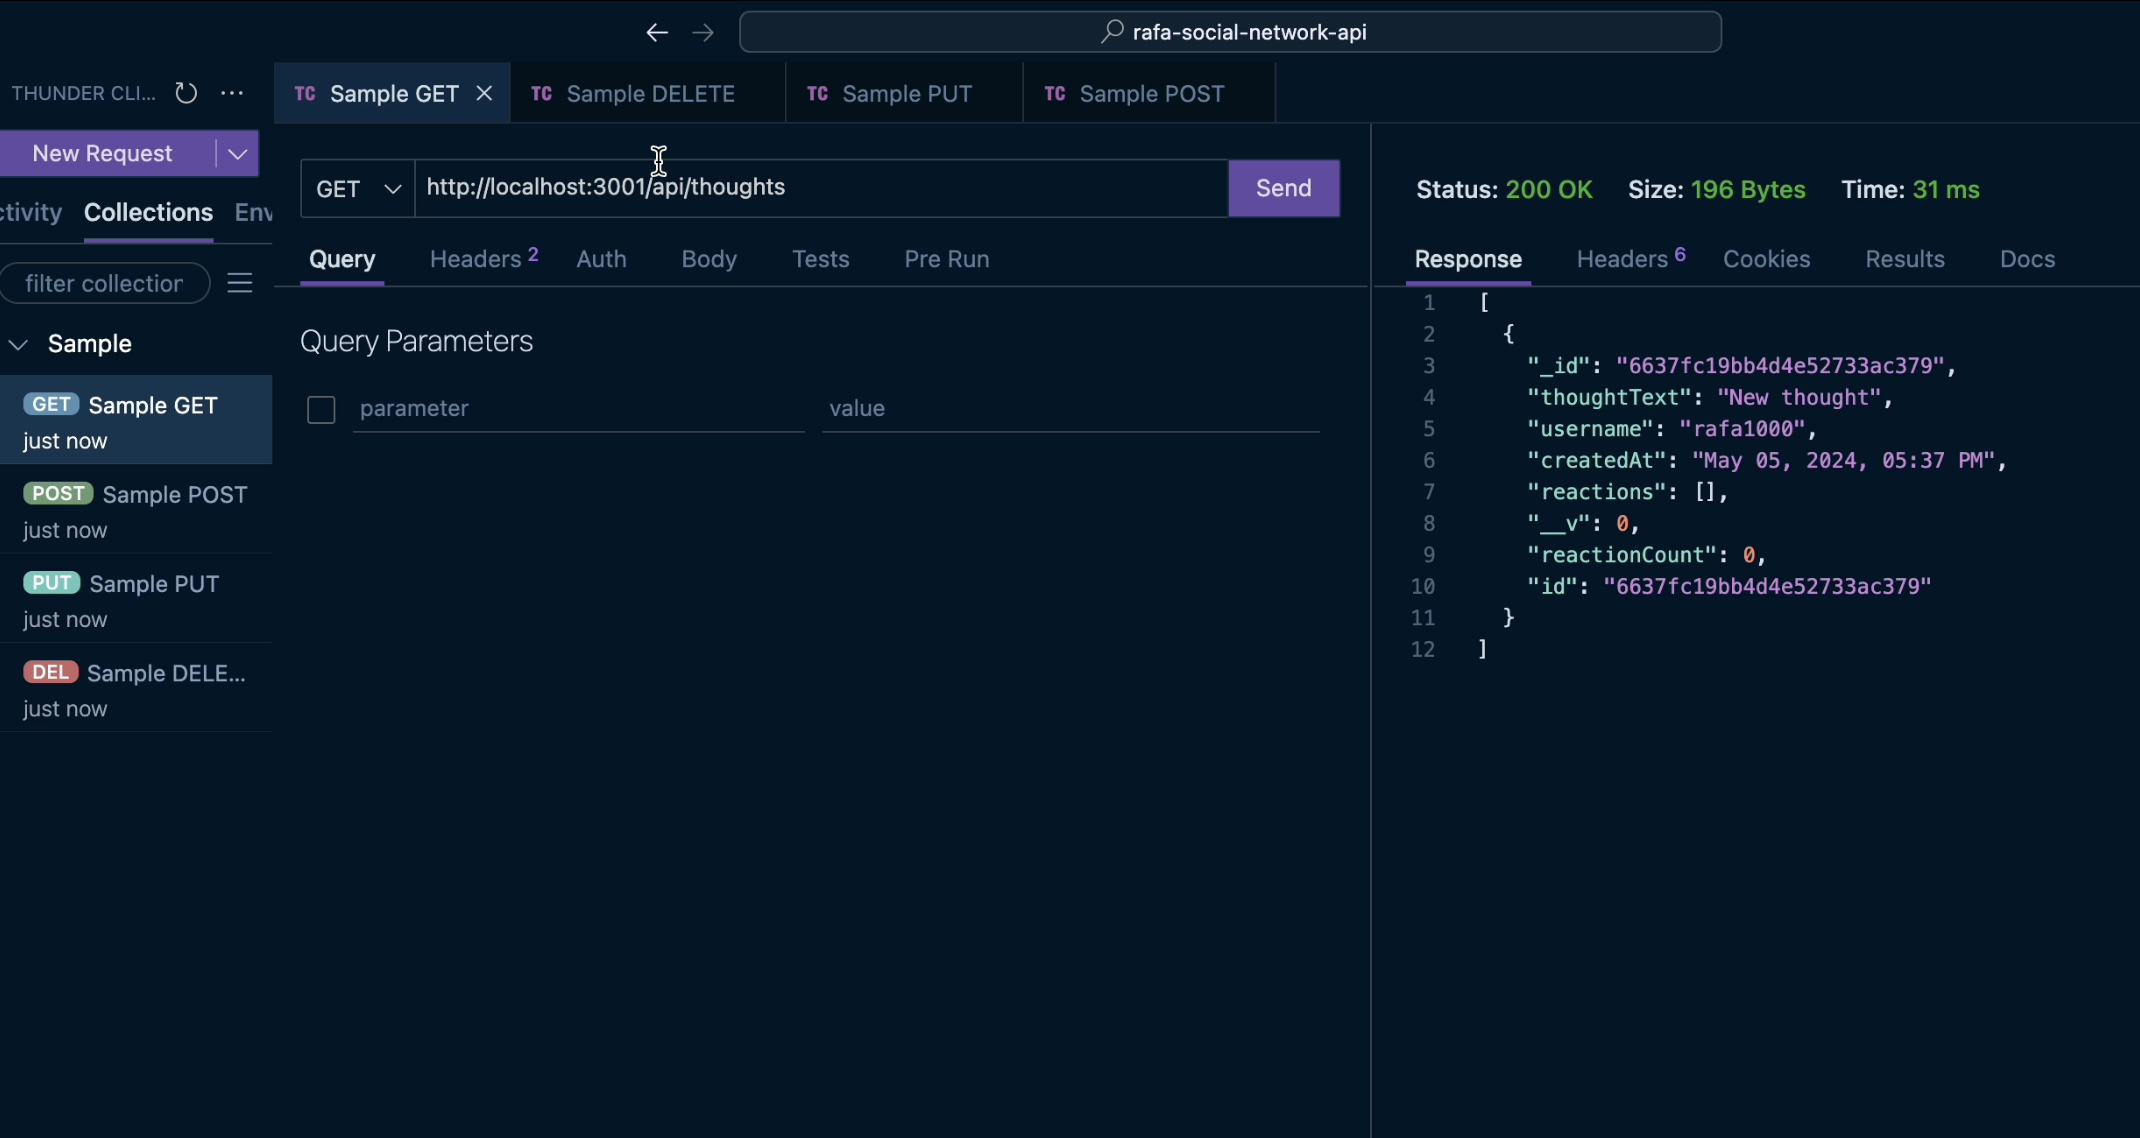 rafa-social-network-api
THUNDER CLI...
TC Sample GET
TC Sample DELETE
TC Sample PUT
TC Sample POST
New Request
ctivity Collections Env
filter collection
Sample
GET Sample GET
just now
POST Sample POST
just now
PUT Sample PUT
just now
DEL Sample DELE...
just now
GET http://localhost:3001/api/thoughts Send
Query Headers 2 Auth Body Tests Pre Run
Query Parameters
parameter value
Status: 200 OK Size: 196 Bytes Time: 31 ms
Response Headers 6 Cookies Results Docs
1 [
2 {
3 "_id": "6637fc19bb4d4e52733ac379",
4 "thoughtText": "New thought",
5 "username": "rafa1000",
6 "createdAt": "May 05, 2024, 05:37 PM",
7 "reactions": [],
8 "__v": 0,
9 "reactionCount": 0,
10 "id": "6637fc19bb4d4e52733ac379"
11 }
12 ]